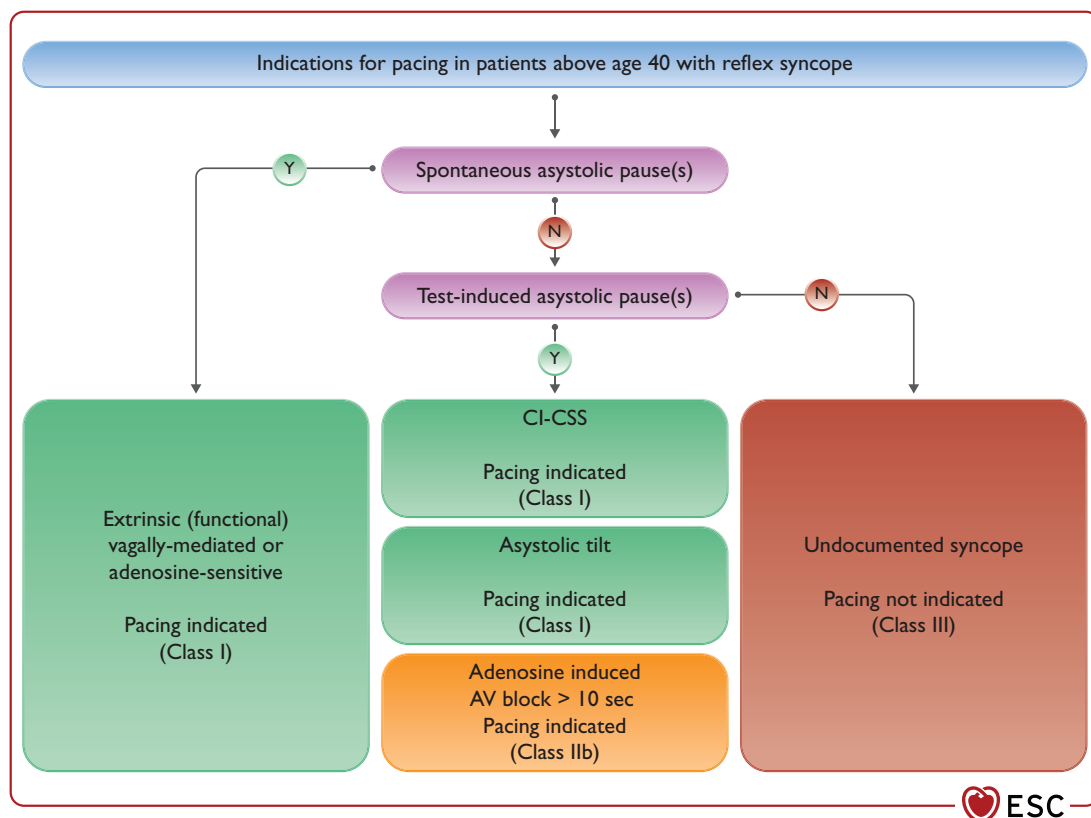 Indications for pacing in patients above age 40 with reflex syncope
Y
Spontaneous asystolic pause(s)
N
Test-induced asystolic pause(s)
N
Y
Extrinsic (functional)
vagally-mediated or
adenosine-sensitive
Pacing indicated
(Class I)
CI-CSS
Pacing indicated
(Class I)
Asystolic tilt
Pacing indicated
(Class I)
Adenosine induced
AV block > 10 sec
Pacing indicated
(Class IIb)
Undocumented syncope
Pacing not indicated
(Class III)
ESC